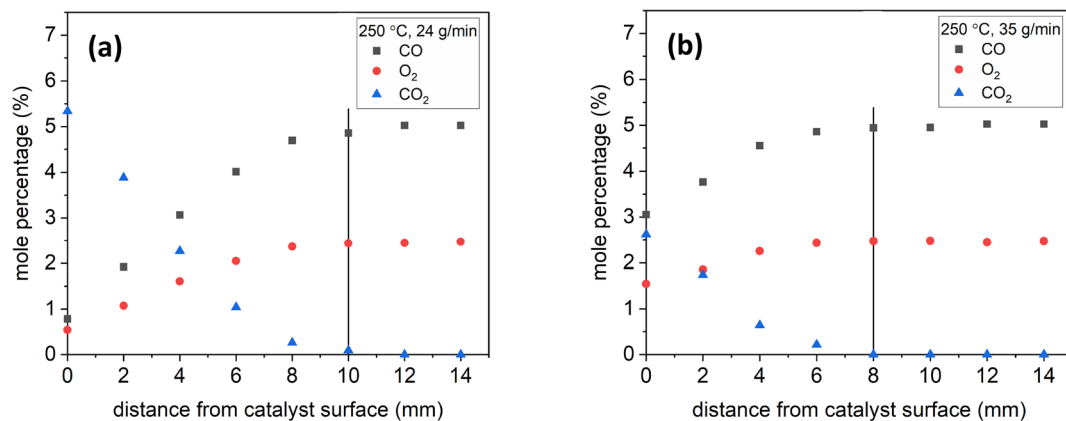 (a)
250 °C, 24 g/min
CO
O₂
CO₂
mole percentage (%)
7
6
5
4
3
2
1
0
0 2 4 6 8 10 12 14
distance from catalyst surface (mm)
(b)
250 °C, 35 g/min
CO
O₂
CO₂
mole percentage (%)
7
6
5
4
3
2
1
0
0 2 4 6 8 10 12 14
distance from catalyst surface (mm)